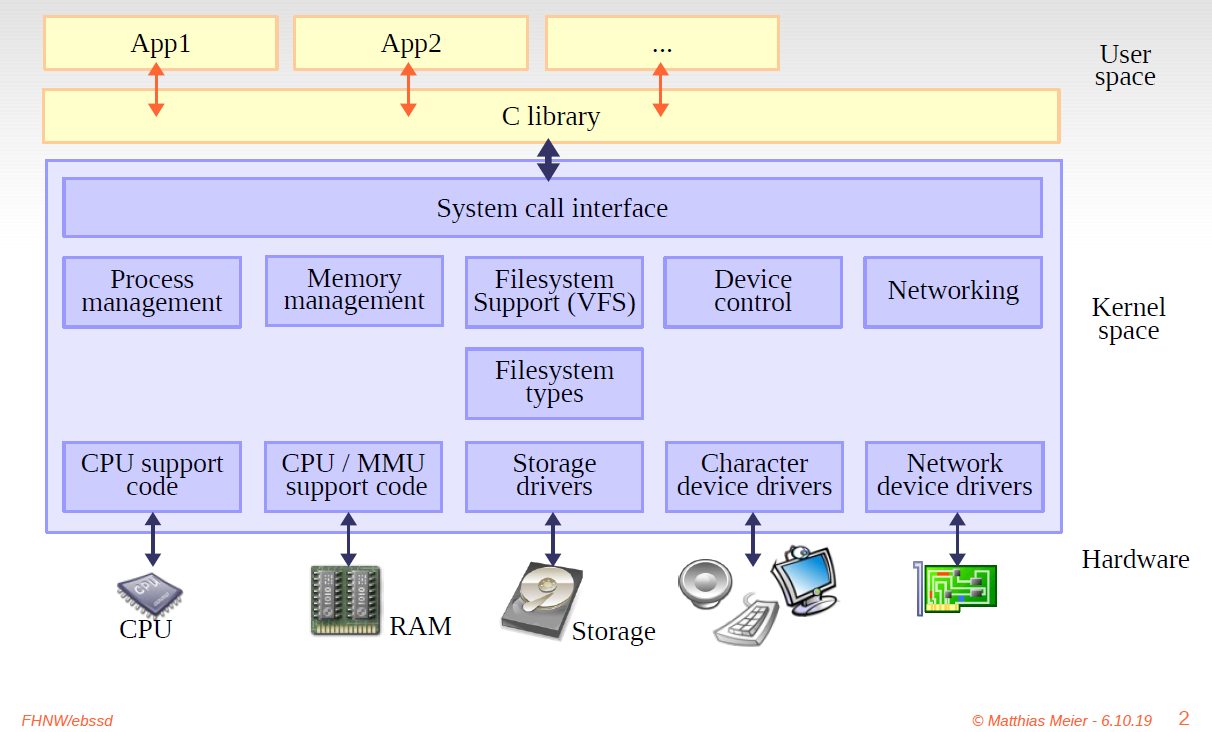 App1
App2
...
User
space
C library
System call interface
Process
management
Memory
management
Filesystem
Support (VFS)
Device
control
Networking
Kernel
space
Filesystem
types
CPU support
code
CPU / MMU
support code
Storage
drivers
Character
device drivers
Network
device drivers
Hardware
CPU
CPU
RAM
Storage
FHNW/ebssd
© Matthias Meier - 6.10.19
2